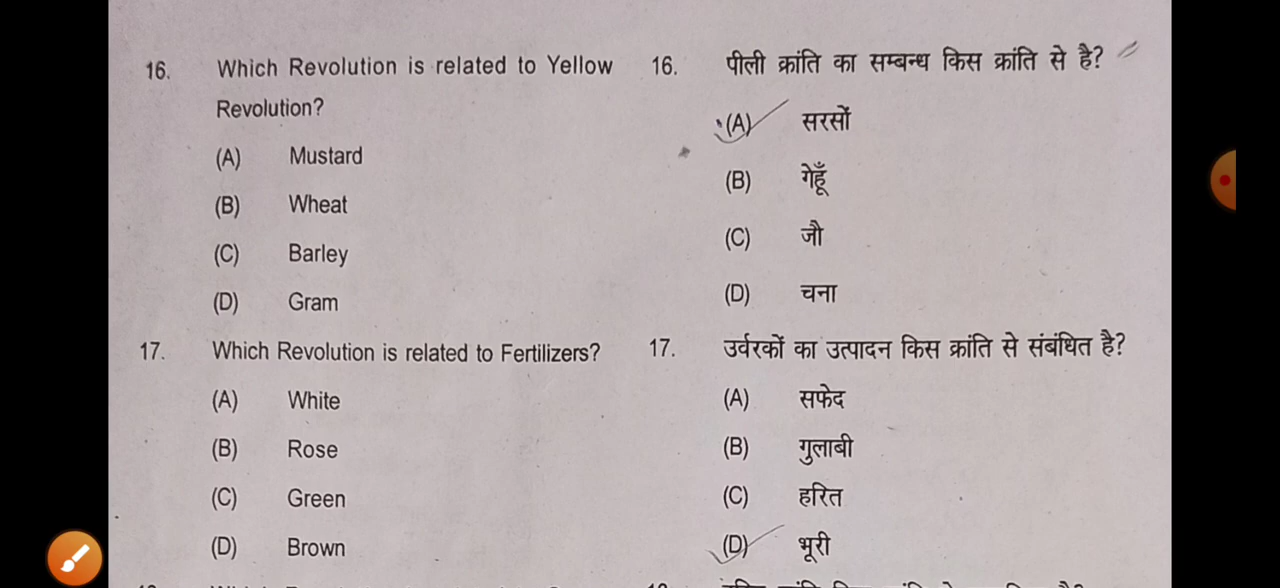 16. Which Revolution is related to Yellow
Revolution?
(A) Mustard
(B) Wheat
(C) Barley
(D) Gram
17. Which Revolution is related to Fertilizers?
(A) White
(B) Rose
(C) Green
(D) Brown
16. पीली क्रांति का सम्बन्ध किस क्रांति से है?
(A) सरसों
(B) गेहूँ
(C) जौ
(D) चना
17. उर्वरकों का उत्पादन किस क्रांति से संबंधित है?
(A) सफेद
(B) गुलाबी
(C) हरित
(D) भूरी